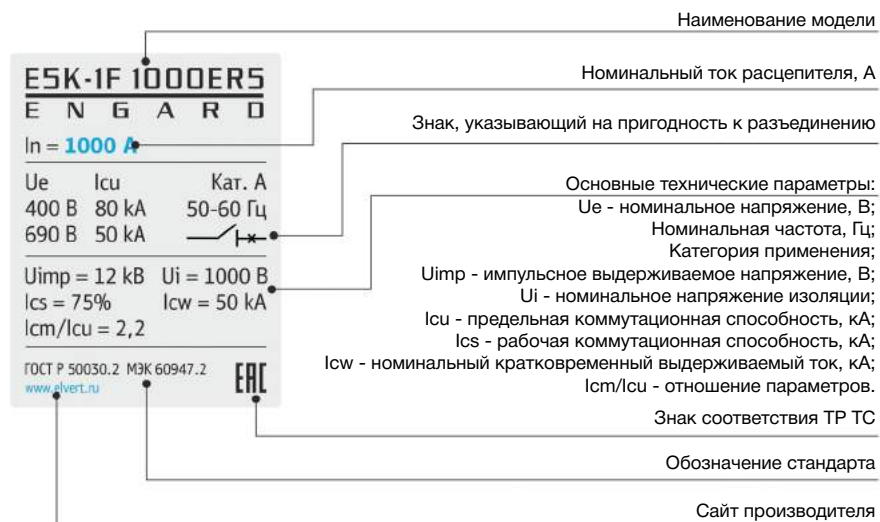 E5K-1F 1000ER5
ENGARD
In = 1000 A
Ue Icu Кат. А
400 В 80 kA 50-60 Гц
690 В 50 kA
Uimp = 12 kB Ui = 1000 В
Ics = 75% Icw = 50 kA
Icm/Icu = 2,2
ГОСТ Р 50030.2 МЭК 60947.2
www.elvert.ru
EAC
Наименование модели
Номинальный ток расцепителя, А
Знак, указывающий на пригодность к разъединению
Основные технические параметры:
Ue - номинальное напряжение, В;
Номинальная частота, Гц;
Категория применения;
Uimp - импульсное выдерживаемое напряжение, В;
Ui - номинальное напряжение изоляции;
Icu - предельная коммутационная способность, кА;
Ics - рабочая коммутационная способность, кА;
Icw - номинальный кратковременный выдерживаемый ток, кА;
Icm/Icu - отношение параметров.
Знак соответствия ТР ТС
Обозначение стандарта
Сайт производителя